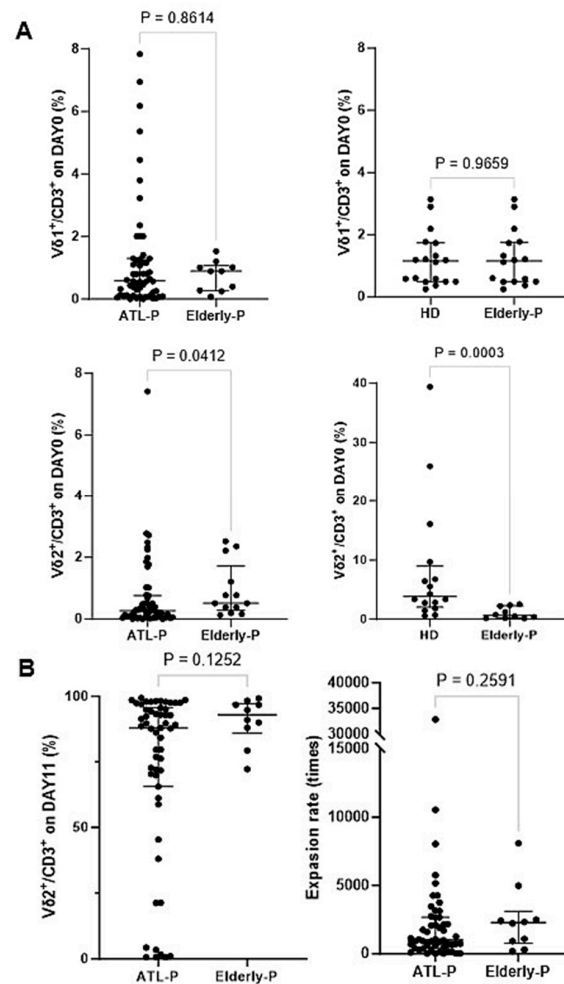 A
P = 0.8614
Vδ1⁺/CD3⁺ on DAY0 (%)
8
6
4
2
0
ATL-P Elderly-P
P = 0.9659
Vδ1⁺/CD3⁺ on DAY0 (%)
8
6
4
2
0
HD Elderly-P
P = 0.0412
Vδ2⁺/CD3⁺ on DAY0 (%)
8
6
4
2
0
ATL-P Elderly-P
P = 0.0003
Vδ2⁺/CD3⁺ on DAY0 (%)
40
30
20
10
0
HD Elderly-P
B
P = 0.1252
Vδ2⁺/CD3⁺ on DAY11 (%)
100
50
0
ATL-P Elderly-P
P = 0.2591
Expasion rate (times)
40000
35000
30000
15000
10000
5000
0
ATL-P Elderly-P